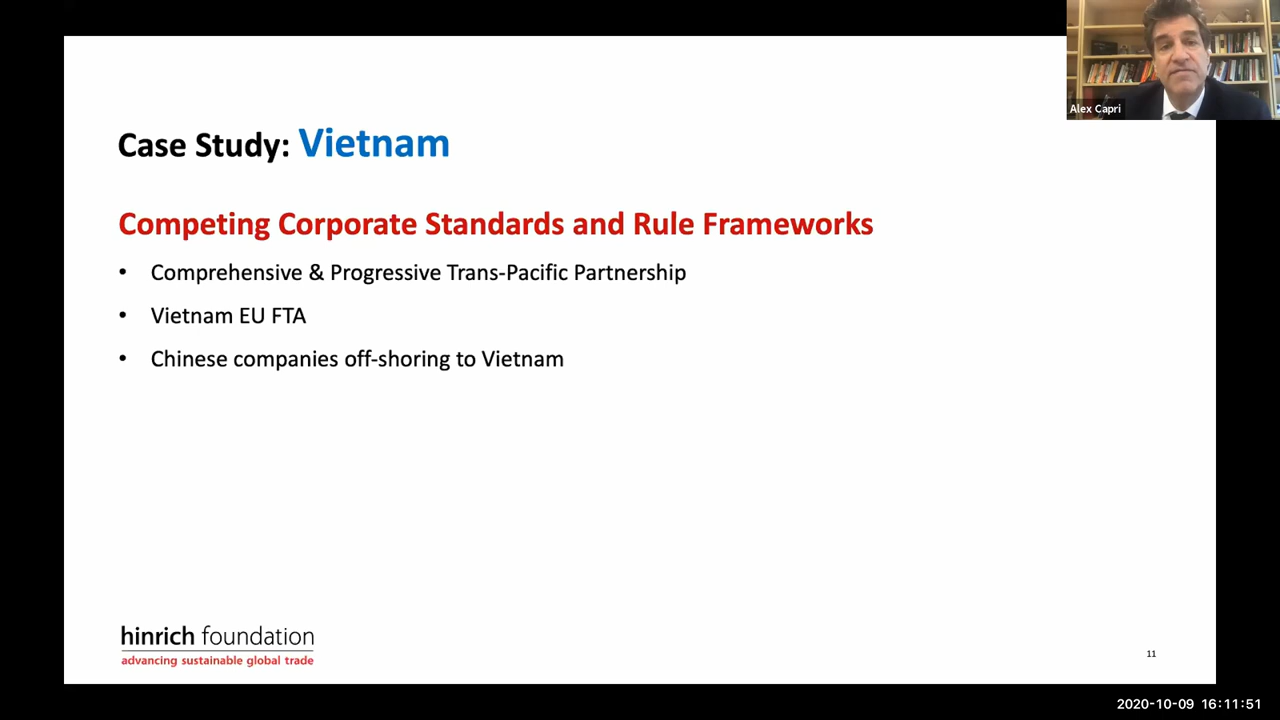 Alex Capri
Case Study: Vietnam
Competing Corporate Standards and Rule Frameworks
• Comprehensive & Progressive Trans-Pacific Partnership
• Vietnam EU FTA
• Chinese companies off-shoring to Vietnam
hinrich foundation
advancing sustainable global trade
11
2020-10-09 16:11:51